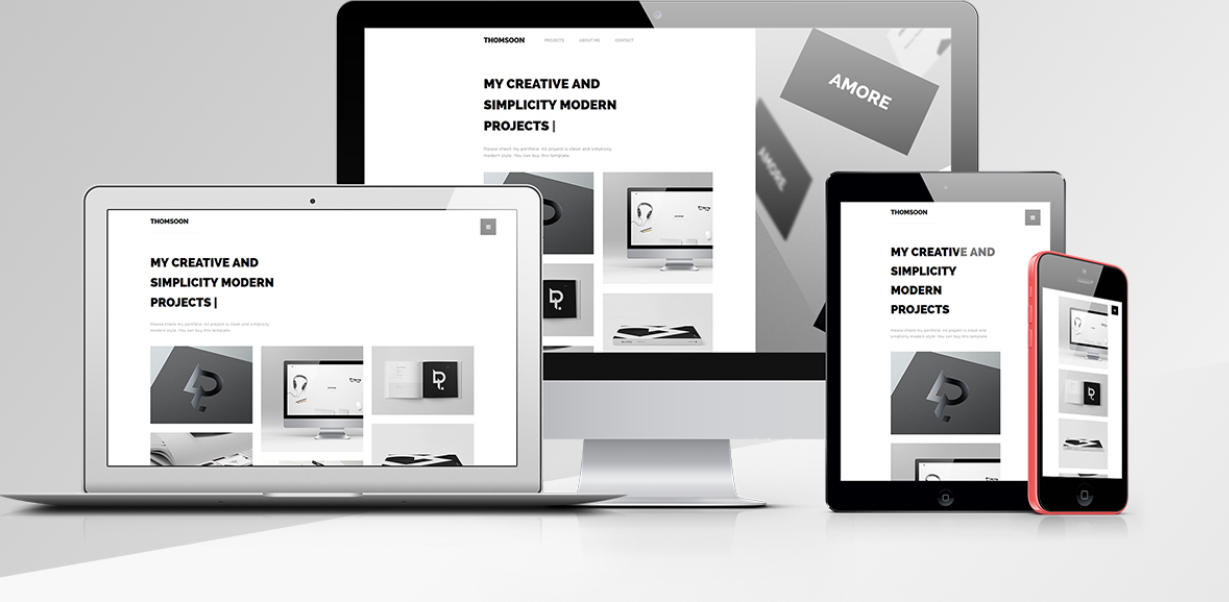 THOMSOON PROJECTS ABOUT ME CONTACT
MY CREATIVE AND
SIMPLICITY MODERN
PROJECTS |
Please check my portfolio. All project is clean and simplicity
modern style. You can buy this template.
AMORE
AMORE
THOMSOON
MY CREATIVE AND
SIMPLICITY MODERN
PROJECTS |
Please check my portfolio. All project is clean and simplicity
modern style. You can buy this template.
THOMSOON
MY CREATIVE AND
SIMPLICITY
MODERN
PROJECTS
Please check my portfolio. All project is clean and
simplicity modern style. You can buy this template.